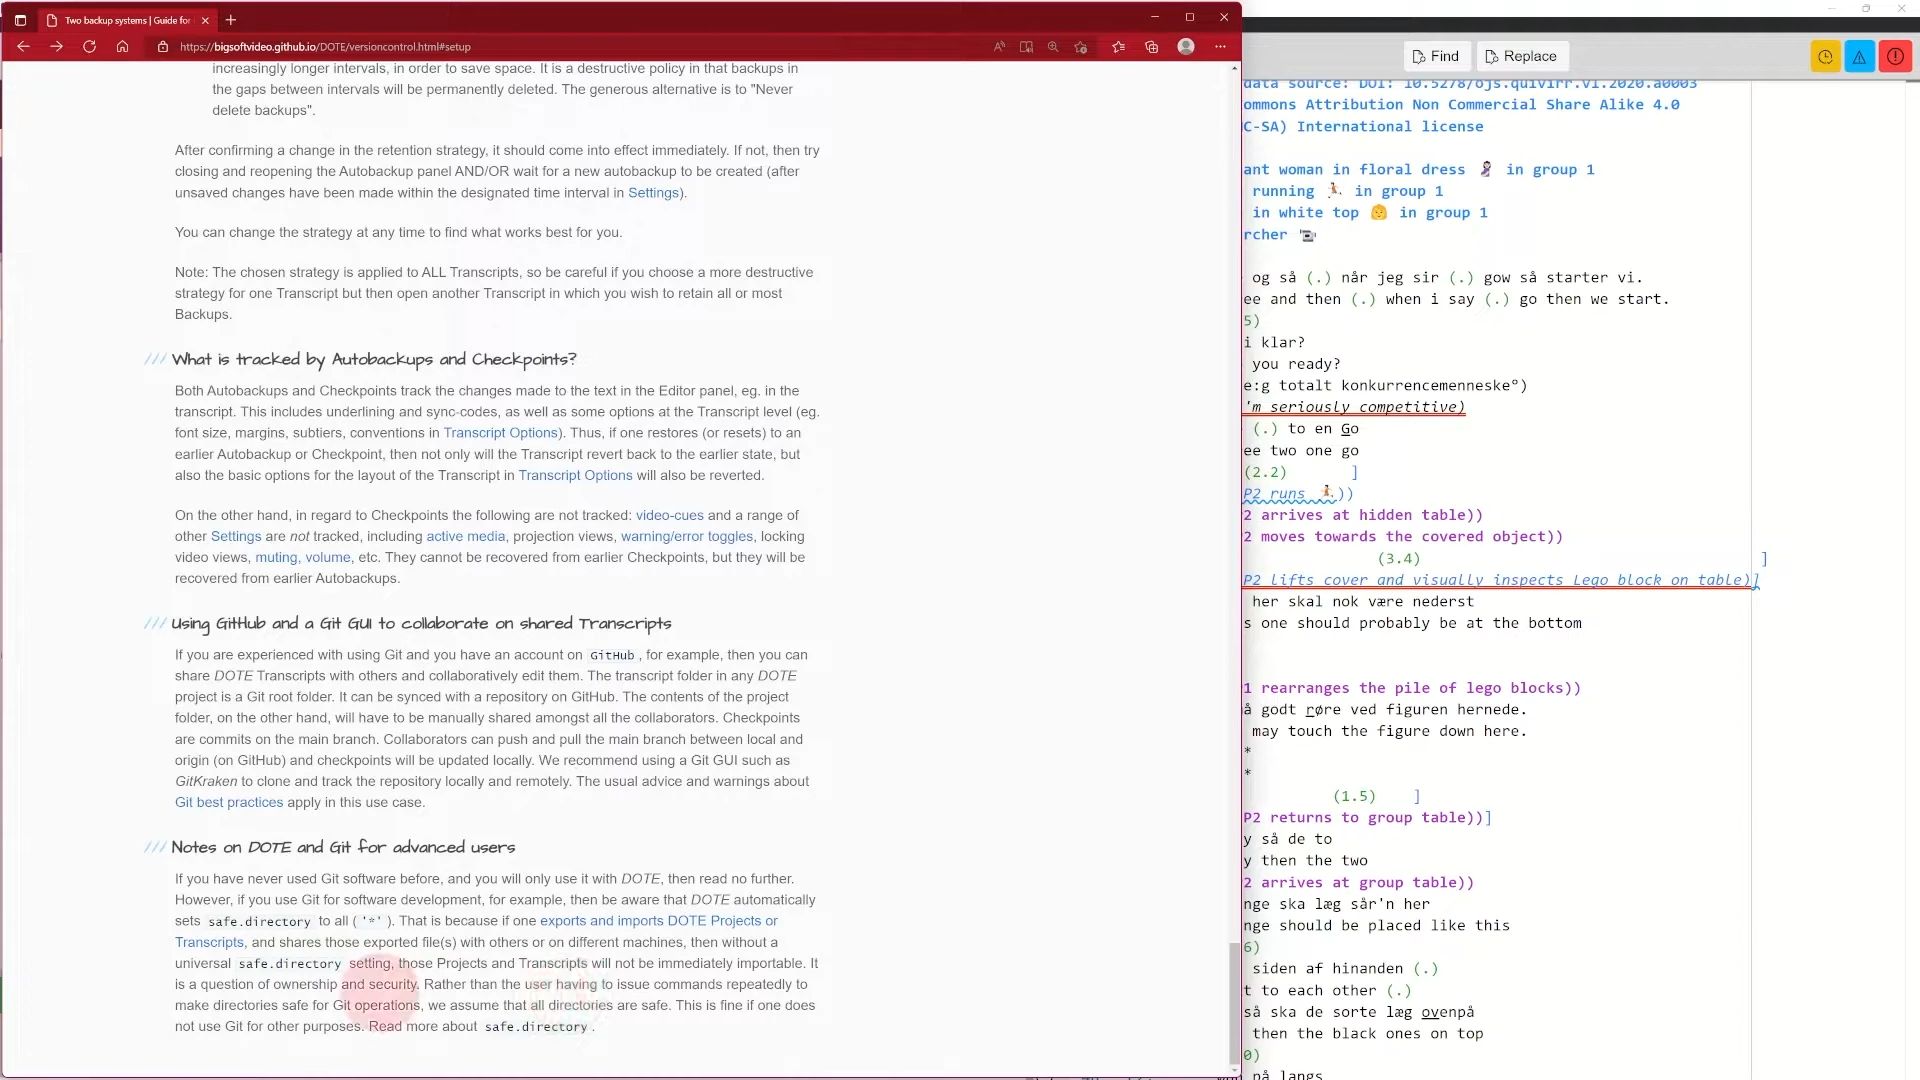 Two backup systems | Guide for
https://bigsoftvideo.github.io/DOTE/versioncontrol.html#setup
increasingly longer intervals, in order to save space. It is a destructive policy in that backups in
the gaps between intervals will be permanently deleted. The generous alternative is to "Never
delete backups".
After confirming a change in the retention strategy, it should come into effect immediately. If not, then try
closing and reopening the Autobackup panel AND/OR wait for a new autobackup to be created (after
unsaved changes have been made within the designated time interval in Settings).
You can change the strategy at any time to find what works best for you.
Note: The chosen strategy is applied to ALL Transcripts, so be careful if you choose a more destructive
strategy for one Transcript but then open another Transcript in which you wish to retain all or most
Backups.
/// What is tracked by Autobackups and Checkpoints?
Both Autobackups and Checkpoints track the changes made to the text in the Editor panel, eg. in the
transcript. This includes underlining and sync-codes, as well as some options at the Transcript level (eg.
font size, margins, subtiers, conventions in Transcript Options). Thus, if one restores (or resets) to an
earlier Autobackup or Checkpoint, then not only will the Transcript revert back to the earlier state, but
also the basic options for the layout of the Transcript in Transcript Options will also be reverted.
On the other hand, in regard to Checkpoints the following are not tracked: video-cues and a range of
other Settings are not tracked, including active media, projection views, warning/error toggles, locking
video views, muting, volume, etc. They cannot be recovered from earlier Checkpoints, but they will be
recovered from earlier Autobackups.
/// Using GitHub and a Git GUI to collaborate on shared Transcripts
If you are experienced with using Git and you have an account on GitHub, for example, then you can
share DOTE Transcripts with others and collaboratively edit them. The transcript folder in any DOTE
project is a Git root folder. It can be synced with a repository on GitHub. The contents of the project
folder, on the other hand, will have to be manually shared amongst all the collaborators. Checkpoints
are commits on the main branch. Collaborators can push and pull the main branch between local and
origin (on GitHub) and checkpoints will be updated locally. We recommend using a Git GUI such as
GitKraken to clone and track the repository locally and remotely. The usual advice and warnings about
Git best practices apply in this use case.
/// Notes on DOTE and Git for advanced users
If you have never used Git software before, and you will only use it with DOTE, then read no further.
However, if you use Git for software development, for example, then be aware that DOTE automatically
sets safe.directory to all ( '*' ). That is because if one exports and imports DOTE Projects or
Transcripts, and shares those exported file(s) with others or on different machines, then without a
universal safe.directory setting, those Projects and Transcripts will not be immediately importable. It
is a question of ownership and security. Rather than the user having to issue commands repeatedly to
make directories safe for Git operations, we assume that all directories are safe. This is fine if one does
not use Git for other purposes. Read more about safe.directory.
Find Replace
data source: DOI: 10.5278/ojs.quivirr.v1.2020.a0003
ommons Attribution Non Commercial Share Alike 4.0
C-SA) International license
ant woman in floral dress 🤰 in group 1
running 🏃 in group 1
in white top 👩 in group 1
rcher 📹
og så (.) når jeg sir (.) gow så starter vi.
ee and then (.) when i say (.) go then we start.
5)
i klar?
you ready?
e:g totalt konkurrencemenneske°)
'm seriously competitive)
(.) to en Go
ee two one go
(2.2) ]
P2 runs 🏃))
2 arrives at hidden table))
2 moves towards the covered object))
(3.4) ]
P2 lifts cover and visually inspects Lego block on table)]
her skal nok være nederst
s one should probably be at the bottom
1 rearranges the pile of lego blocks))
å godt røre ved figuren hernede.
may touch the figure down here.
*
*
(1.5) ]
P2 returns to group table))]
y så de to
y then the two
2 arrives at group table))
nge ska læg sår'n her
nge should be placed like this
6)
siden af hinanden (.)
t to each other (.)
så ska de sorte læg ovenpå
then the black ones on top
0)
på langs